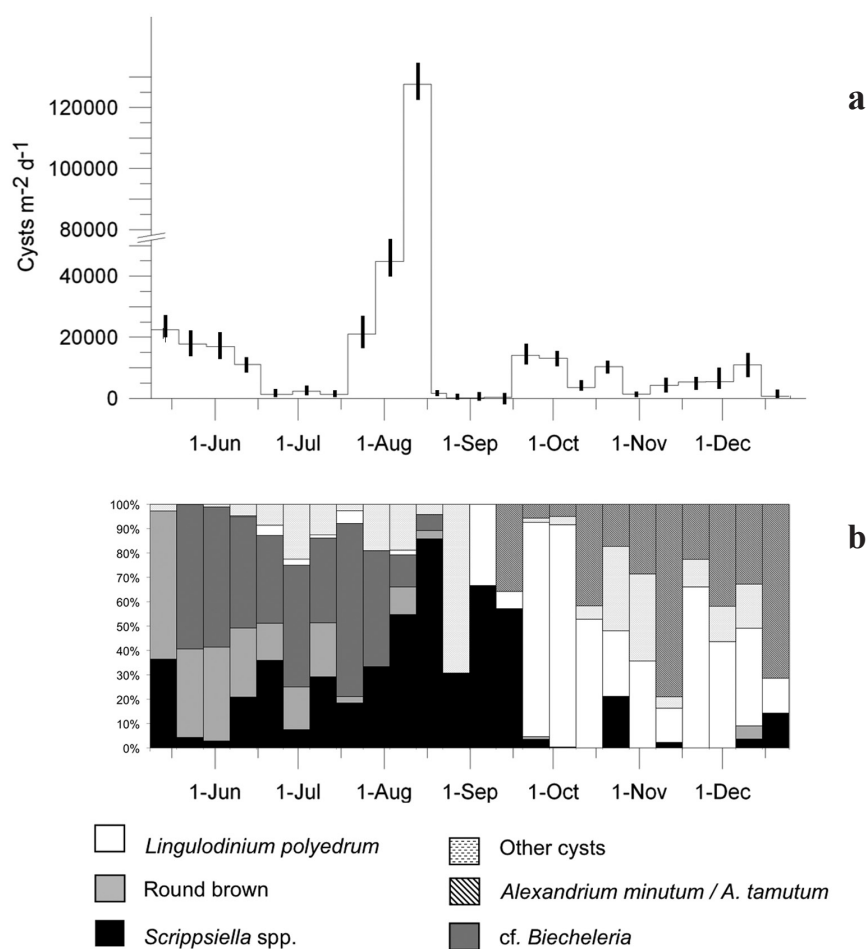 a
Cysts m-2 d-1
120000
100000
80000
40000
20000
0
1-Jun 1-Jul 1-Aug 1-Sep 1-Oct 1-Nov 1-Dec
b
100%
90%
80%
70%
60%
50%
40%
30%
20%
10%
0%
1-Jun 1-Jul 1-Aug 1-Sep 1-Oct 1-Nov 1-Dec
Lingulodinium polyedrum
Round brown
Scrippsiella spp.
Other cysts
Alexandrium minutum / A. tamutum
cf. Biecheleria